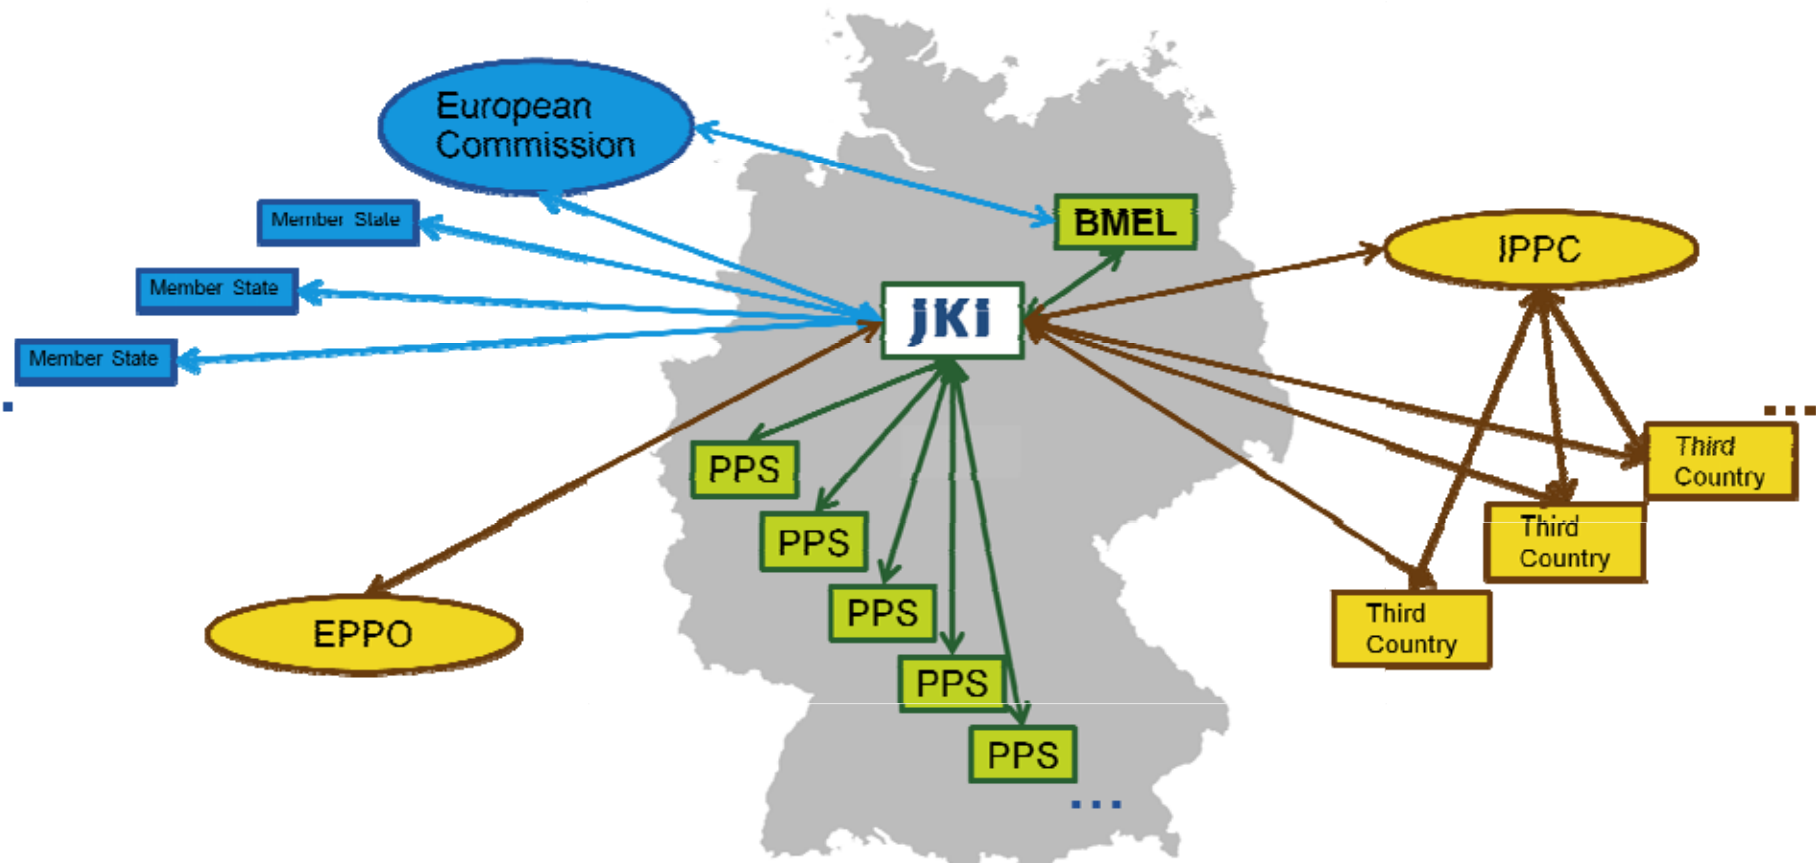 European
Commission
Member State
BMEL
IPPC
Member State
jKi
Member State
...
Third
Country
PPS
Third
Country
PPS
Third
Country
PPS
EPPO
PPS
PPS
...